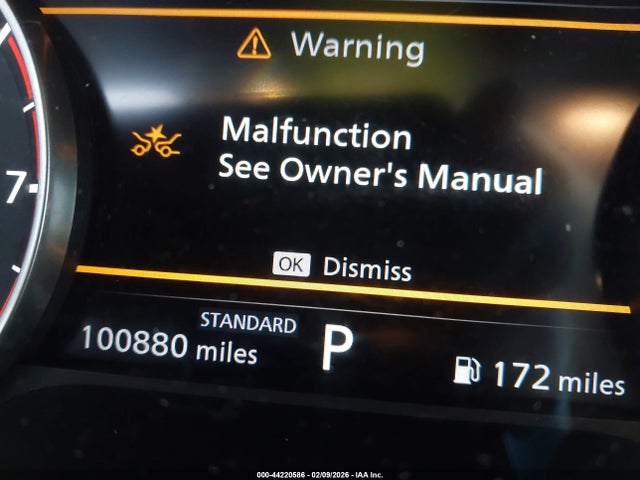 Warning
Malfunction
See Owner's Manual
7
OK Dismiss
STANDARD
100880 miles
P
172 miles
000-44220586 - 02/09/2026 - IAA Inc.